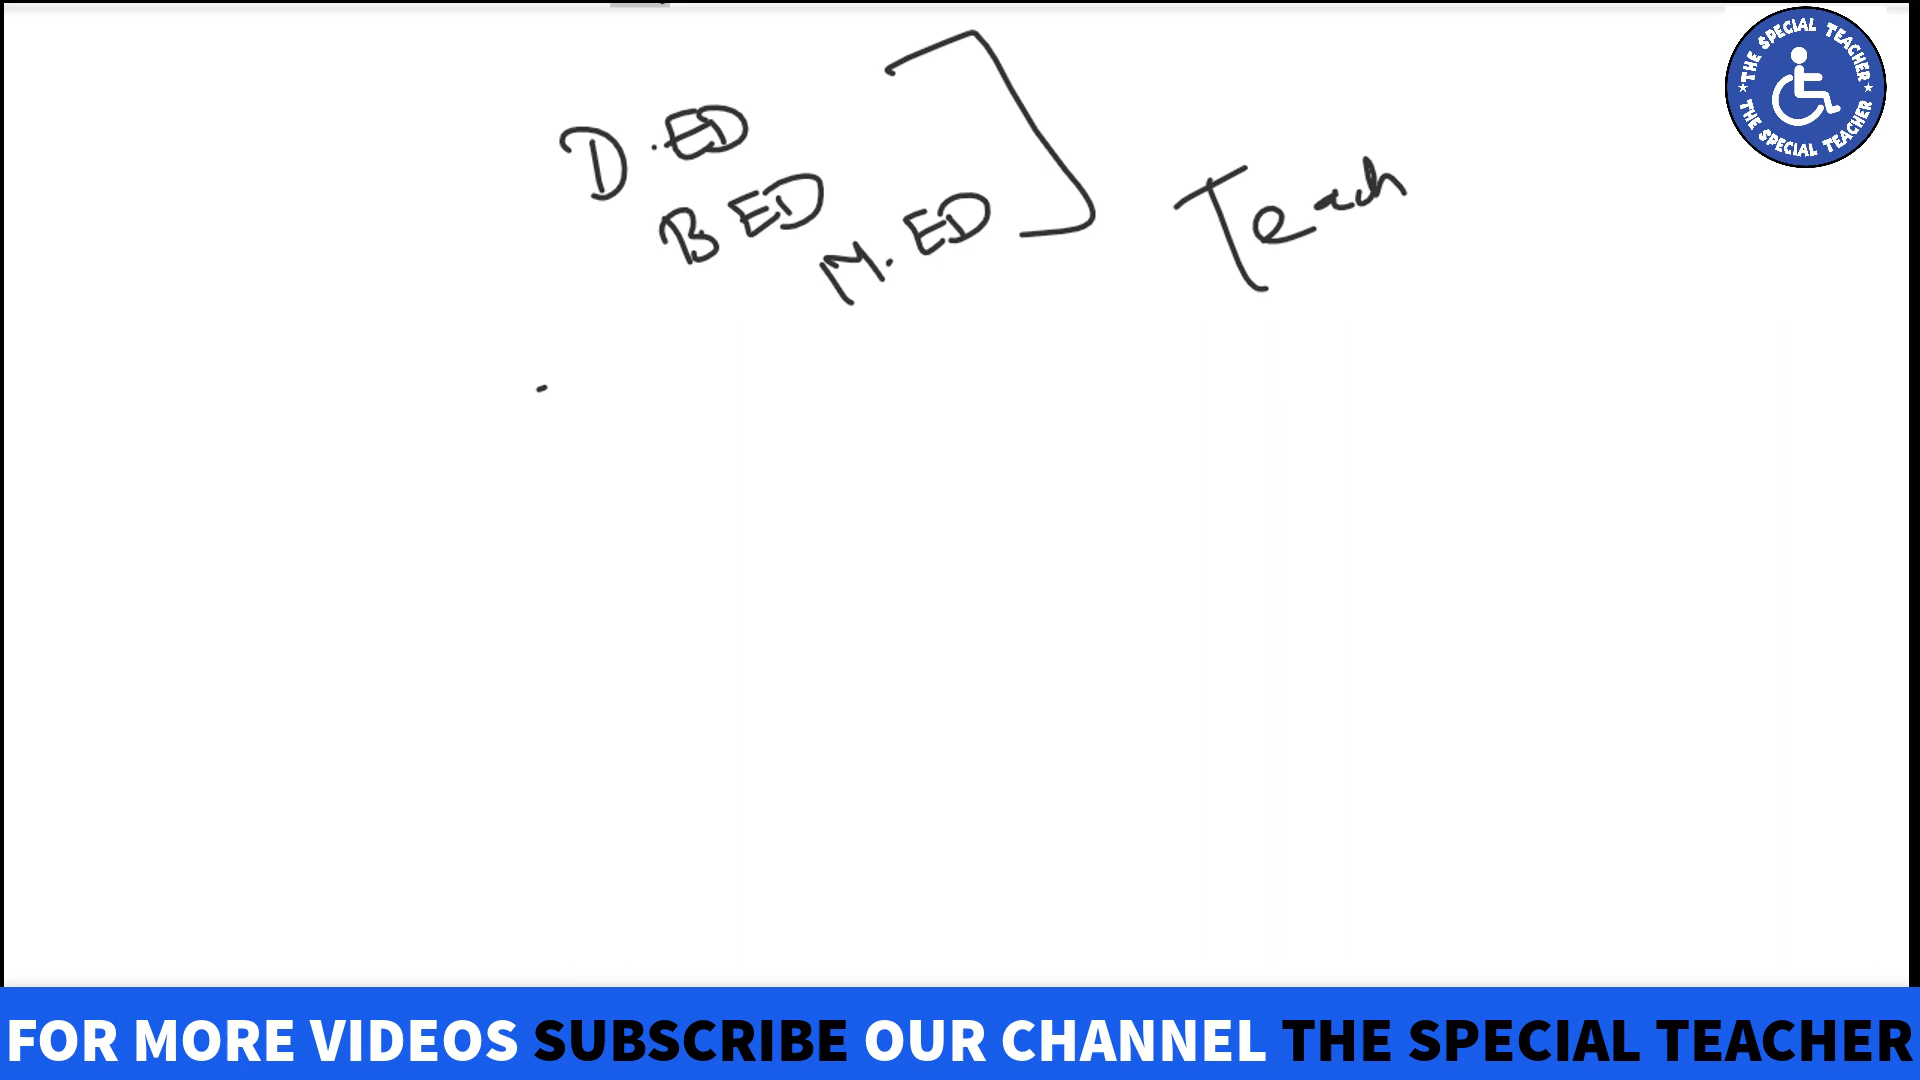 D.ED
B ED
M. ED
Teach
THE SPECIAL TEACHER
THE SPECIAL TEACHER
FOR MORE VIDEOS SUBSCRIBE OUR CHANNEL THE SPECIAL TEACHER